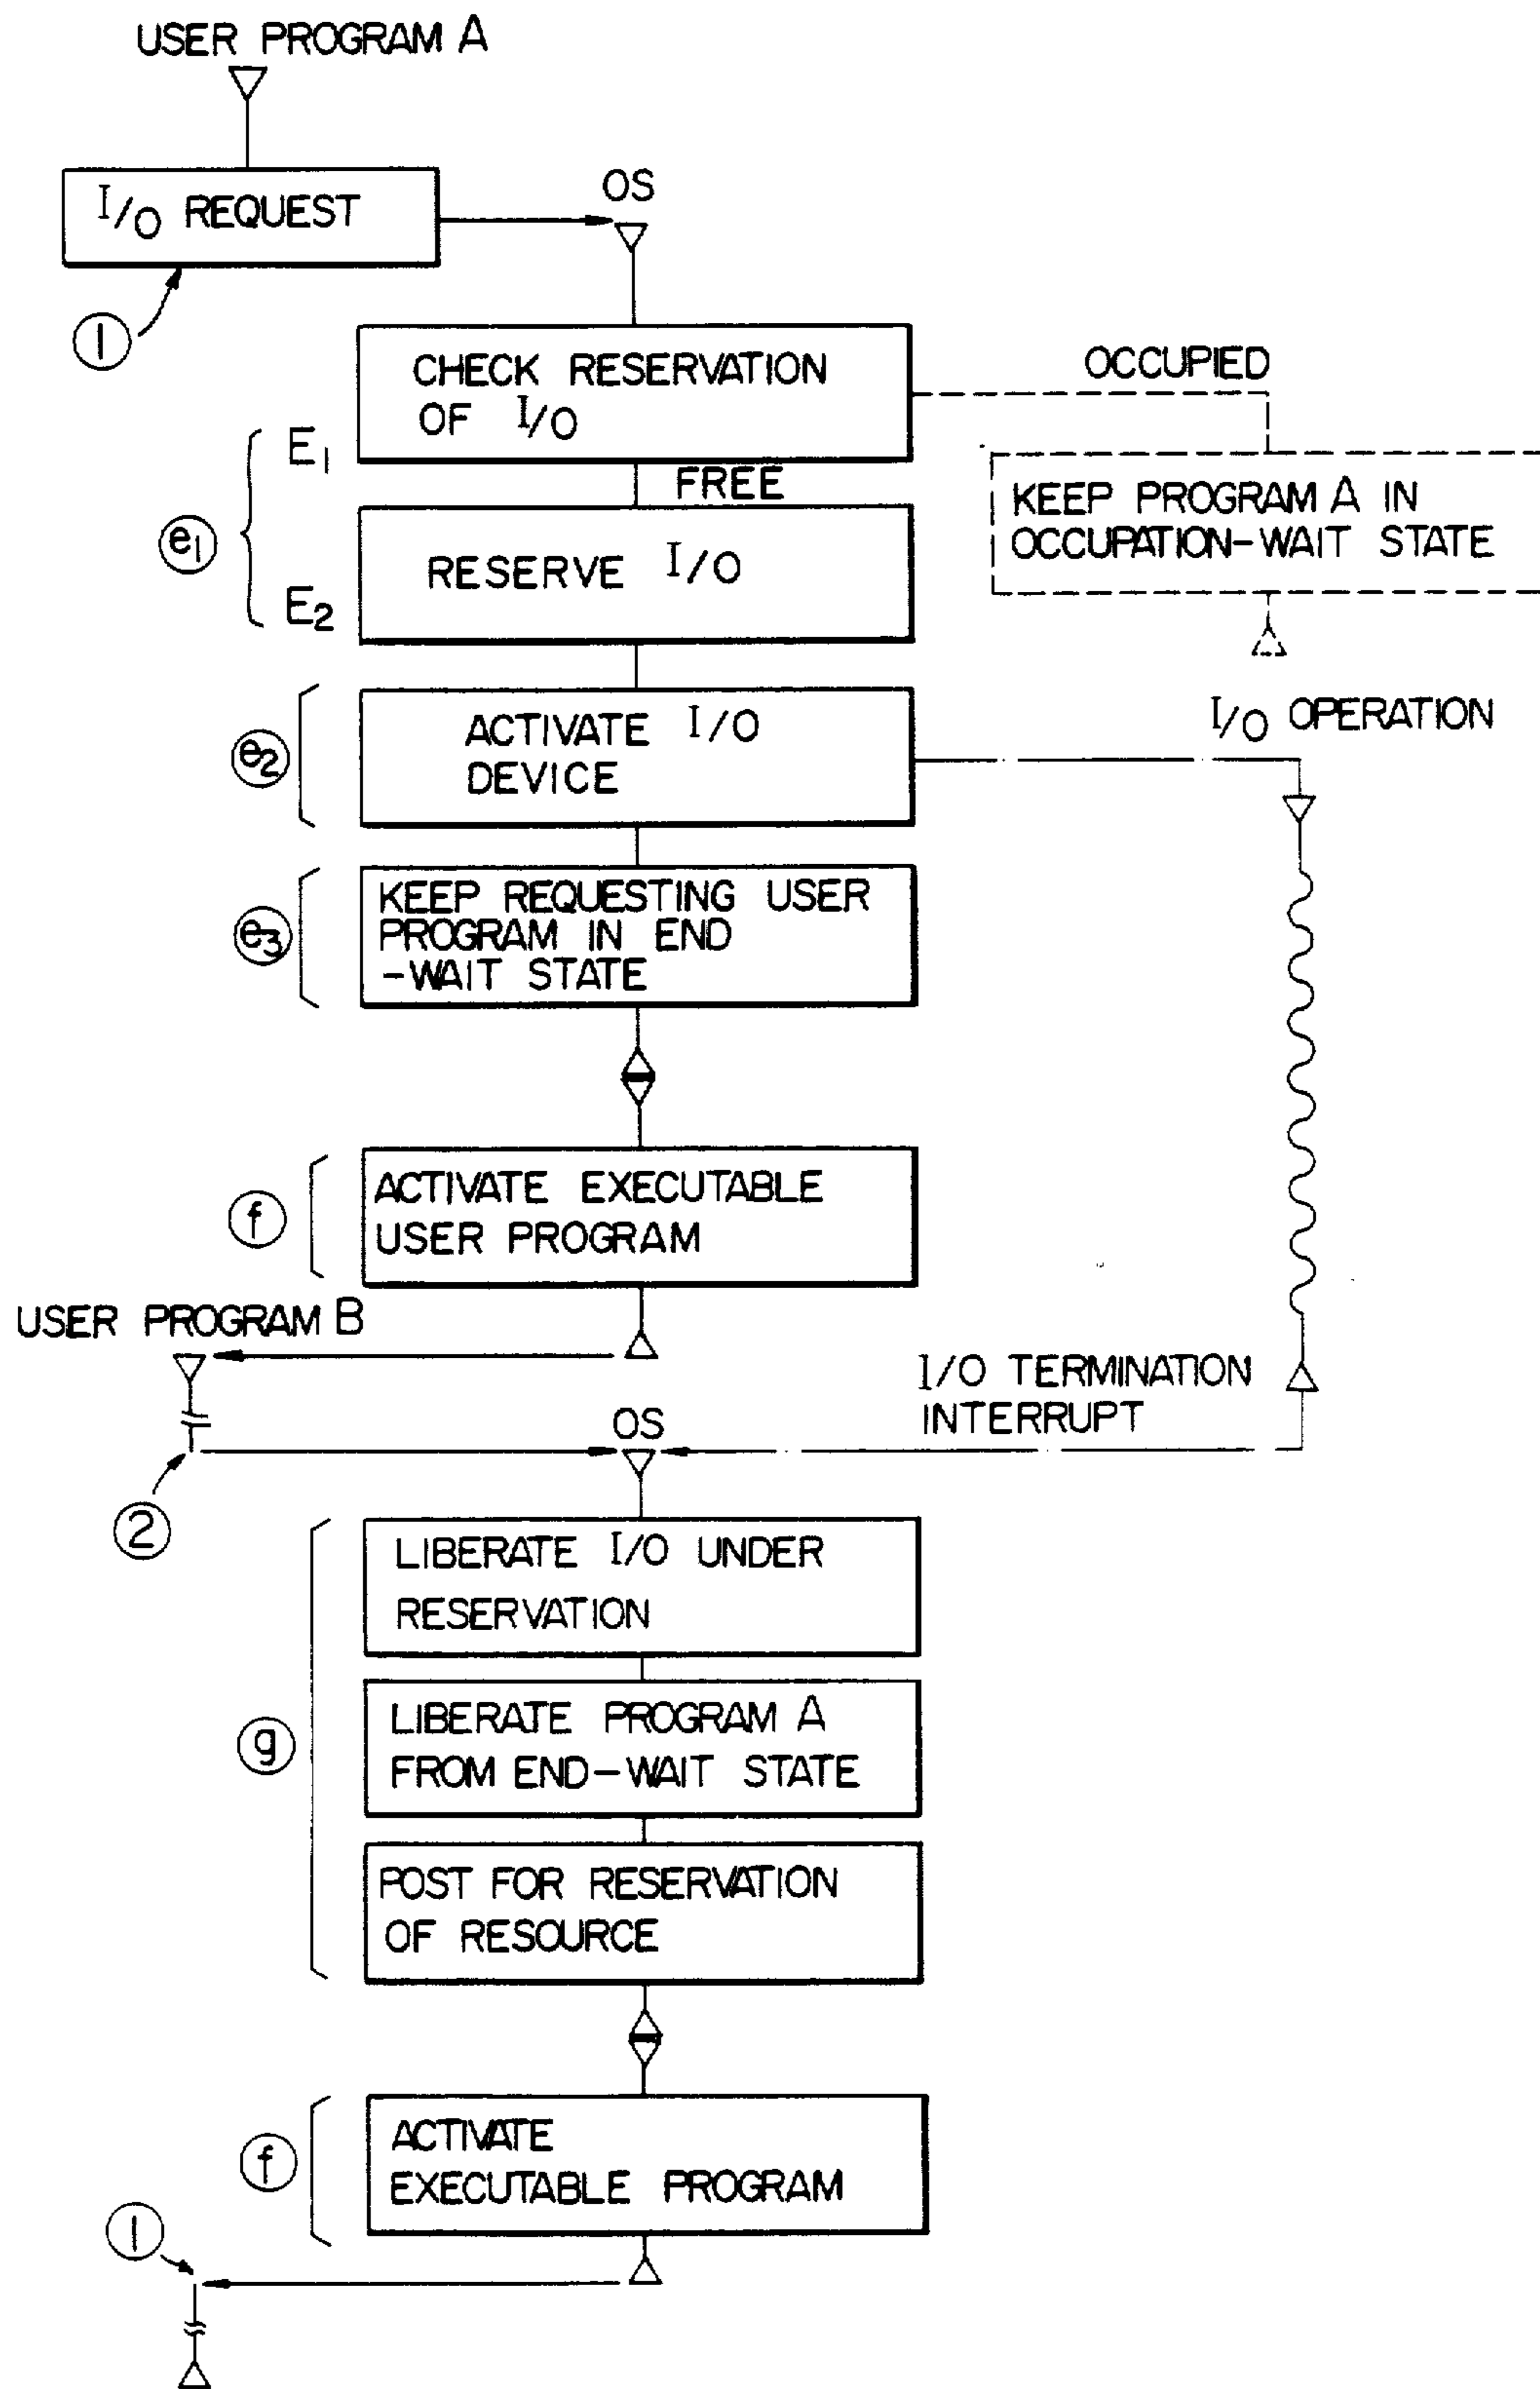 USER PROGRAM A
I/O REQUEST
OS
①
CHECK RESERVATION
OF I/O
OCCUPIED
E1
FREE
KEEP PROGRAM A IN
OCCUPATION-WAIT STATE
e1
RESERVE I/O
E2
I/O OPERATION
e2
ACTIVATE I/O
DEVICE
e3
KEEP REQUESTING USER
PROGRAM IN END
-WAIT STATE
f
ACTIVATE EXECUTABLE
USER PROGRAM
USER PROGRAM B
I/O TERMINATION
INTERRUPT
OS
②
LIBERATE I/O UNDER
RESERVATION
g
LIBERATE PROGRAM A
FROM END-WAIT STATE
POST FOR RESERVATION
OF RESOURCE
f
ACTIVATE
EXECUTABLE PROGRAM
①